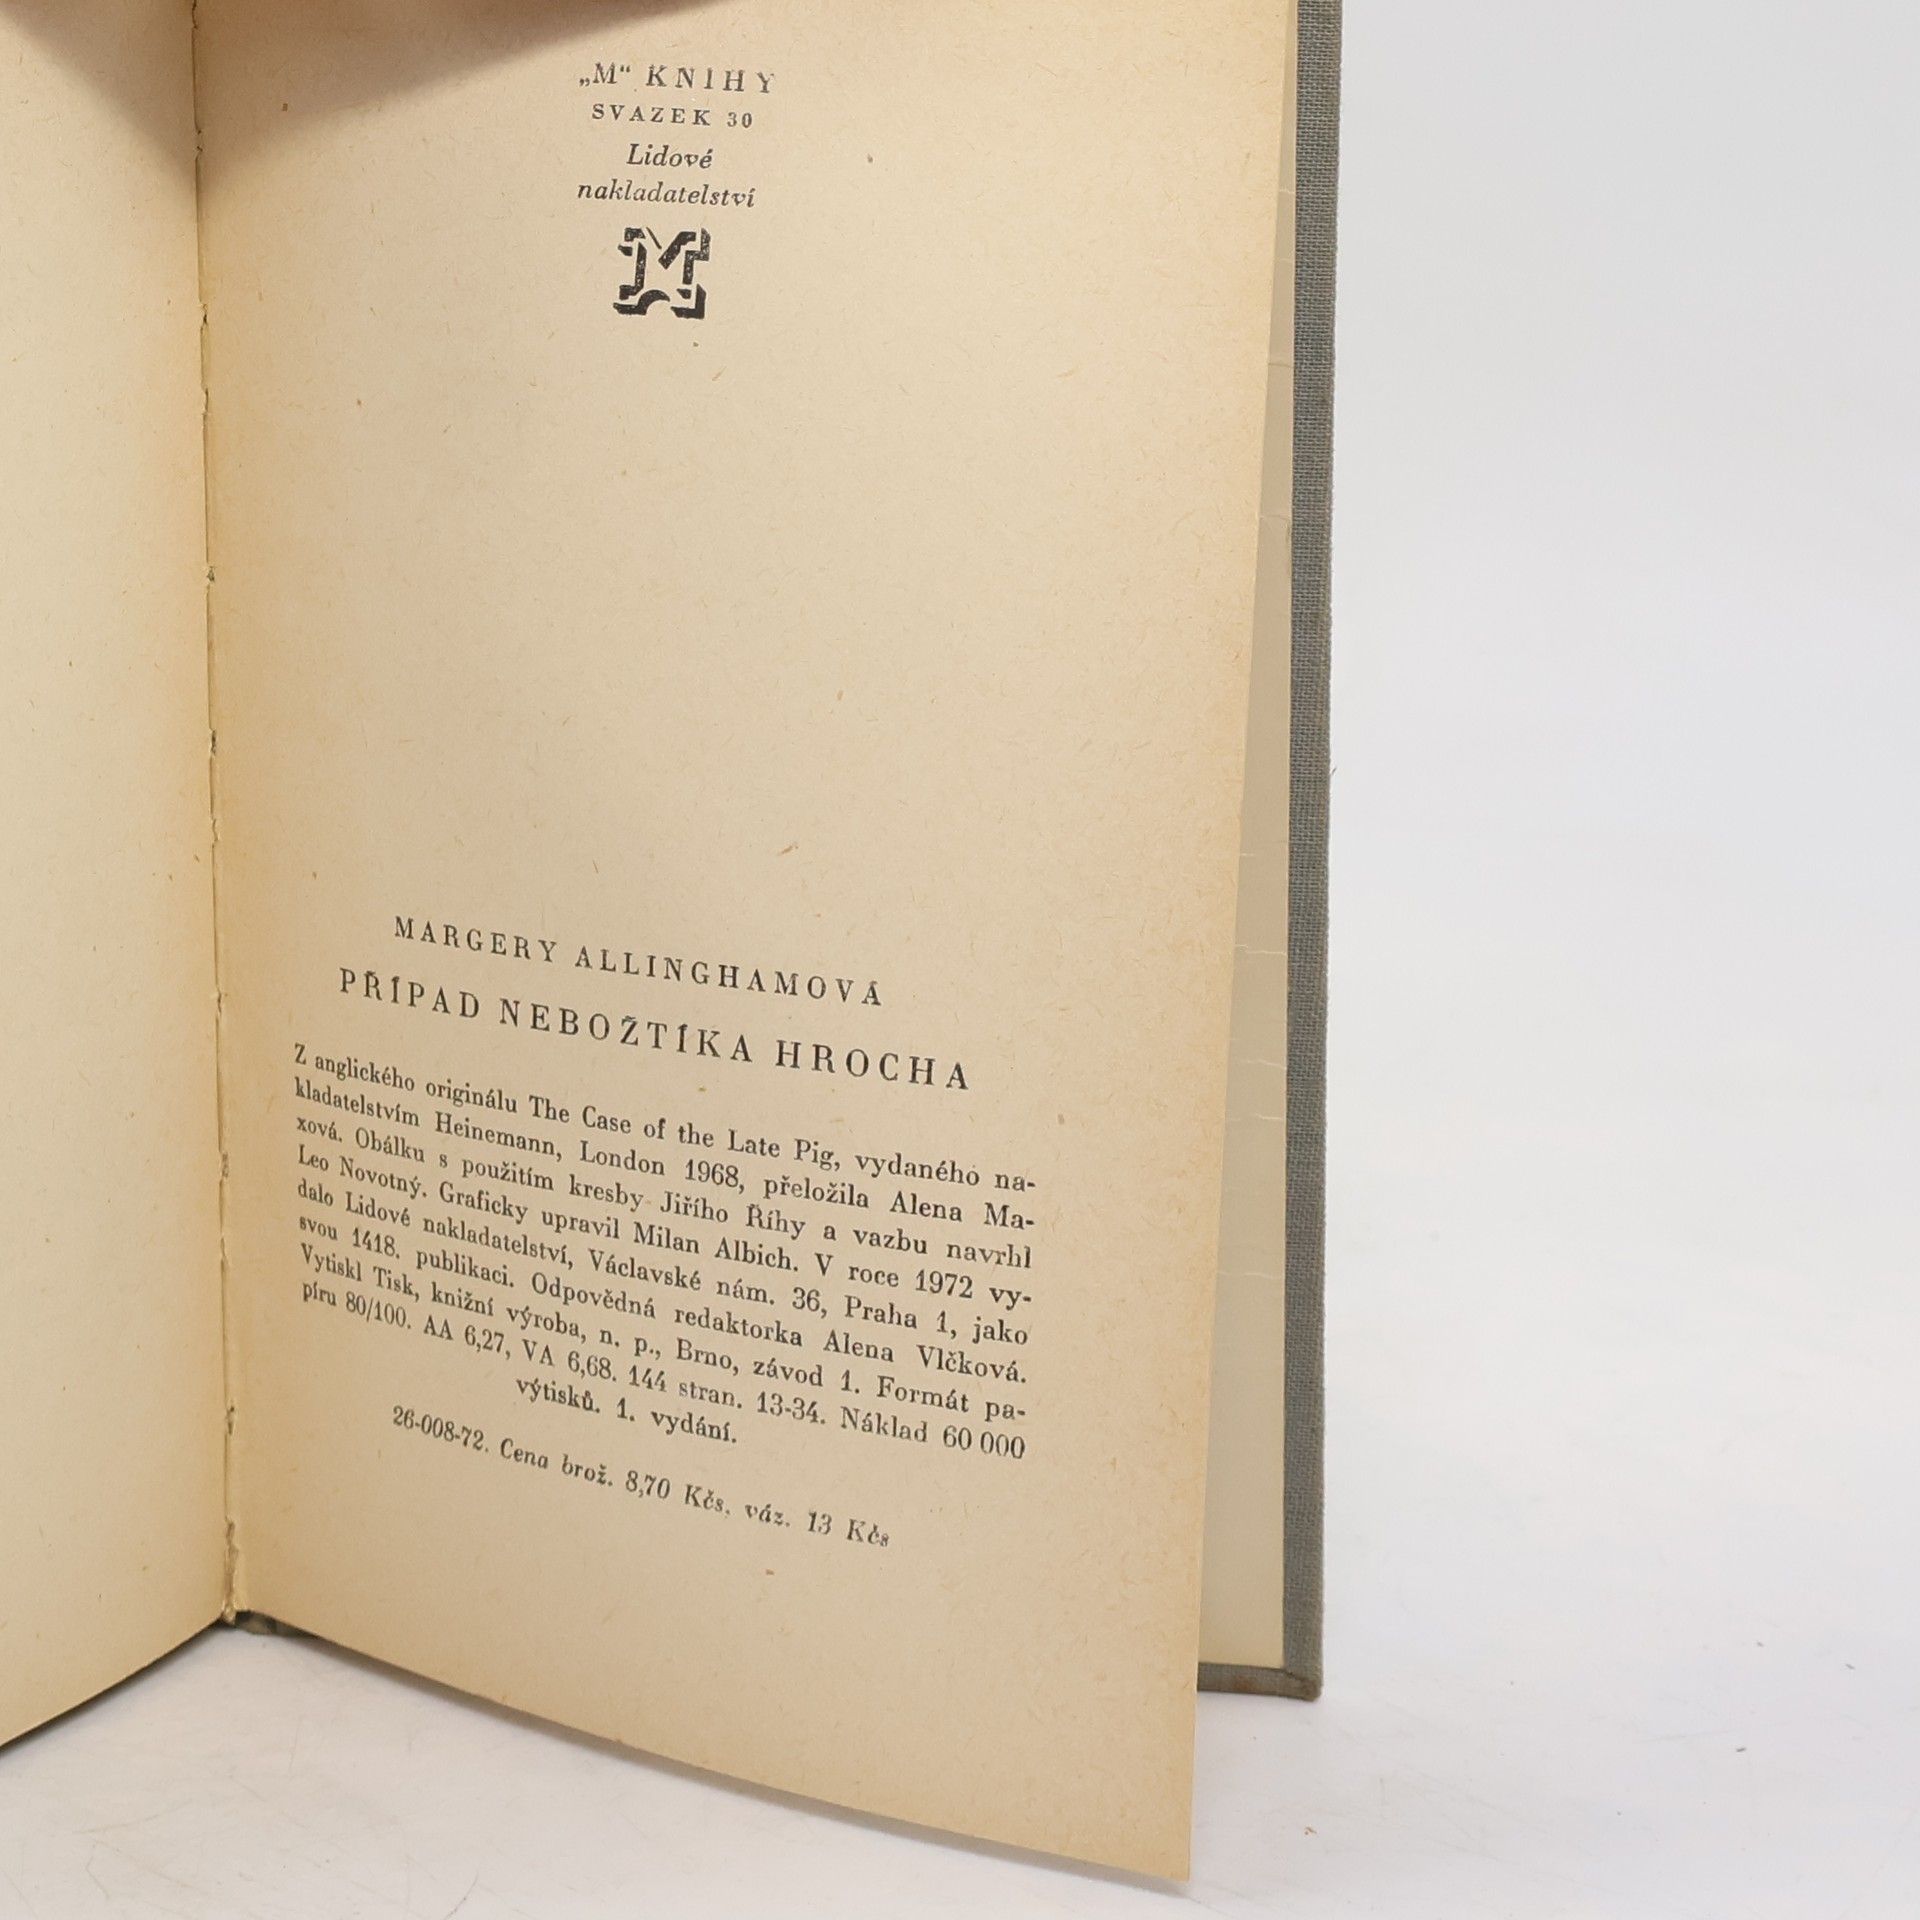 „M“ KNIHY
SVAZEK 30
Lidové
nakladatelství
M
MARGERY ALLINGHAMOVÁ
PŘÍPAD NEBOŽTÍKA HROCHA
Z anglického originálu The Case of the Late Pig, vydaného na-
kladatelstvím Heinemann, London 1968, přeložila Alena Ma-
xová. Obálku s použitím kresby Jiřího Říhy a vazbu navrhl
Leo Novotný. Graficky upravil Milan Albich. V roce 1972 vy-
dalo Lidové nakladatelství, Václavské nám. 36, Praha 1, jako
svou 1418. publikaci. Odpovědná redaktorka Alena Vlčková.
Vytiskl Tisk, knižní výroba, n. p., Brno, závod 1. Formát pa-
píru 80/100. AA 6,27, VA 6,68. 144 stran. 13-34. Náklad 60 000
výtisků. 1. vydání.
26-008-72. Cena brož. 8,70 Kčs, váz. 13 Kčs